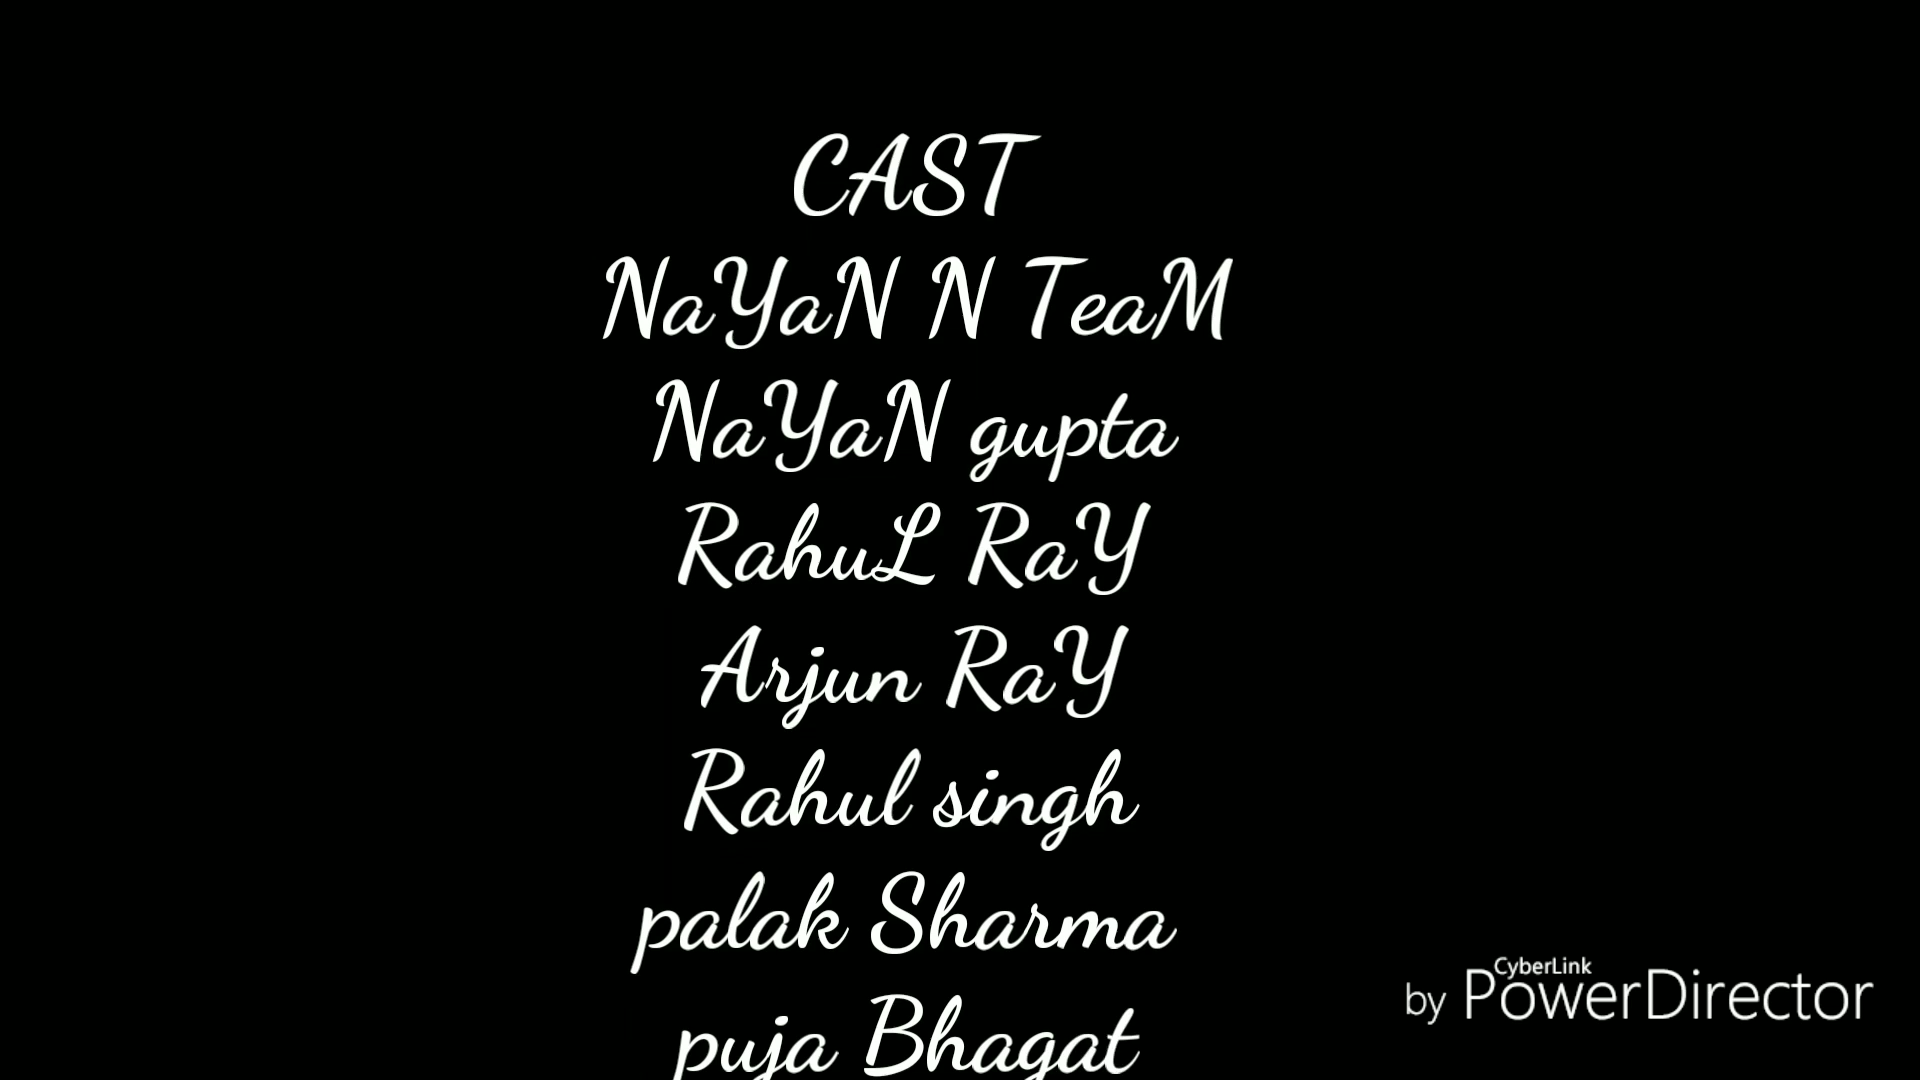 CAST
NaYaN N TeaM
NaYaN gupta
RahuL RaY
Arjun RaY
Rahul singh
palak Sharma
puja Bhagat
by CyberLink PowerDirector